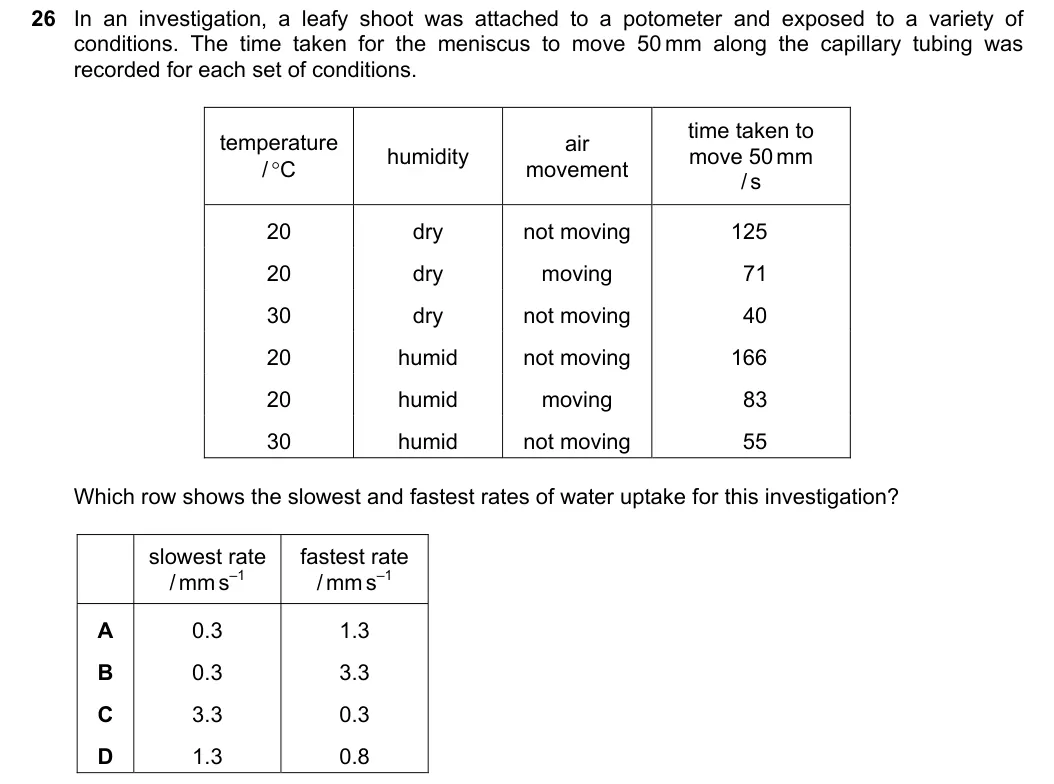 26 In an investigation, a leafy shoot was attached to a potometer and exposed to a variety of
conditions. The time taken for the meniscus to move 50 mm along the capillary tubing was
recorded for each set of conditions.
temperature / °C humidity air movement time taken to move 50 mm / s
20 dry not moving 125
20 dry moving 71
30 dry not moving 40
20 humid not moving 166
20 humid moving 83
30 humid not moving 55
Which row shows the slowest and fastest rates of water uptake for this investigation?
slowest rate / mm s⁻¹ fastest rate / mm s⁻¹
A 0.3 1.3
B 0.3 3.3
C 3.3 0.3
D 1.3 0.8